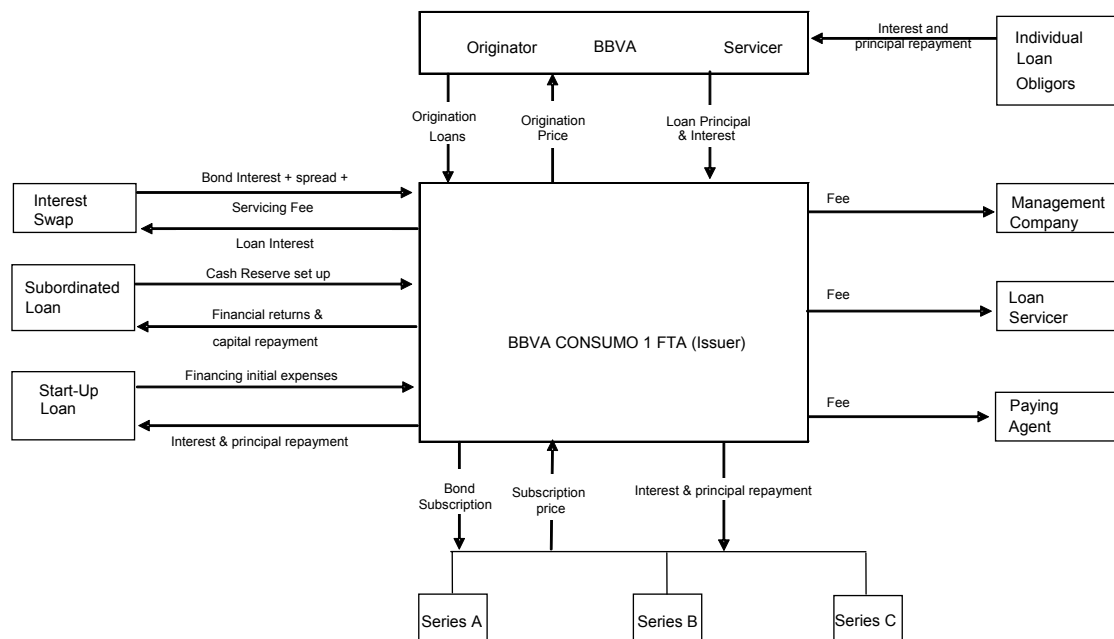 Originator BBVA Servicer
Interest and
principal repayment
Individual
Loan
Obligors
Origination
Loans
Origination
Price
Loan Principal
& Interest
Interest
Swap
Bond Interest + spread +
Servicing Fee
Loan Interest
Subordinated
Loan
Cash Reserve set up
Financial returns &
capital repayment
Start-Up
Loan
Financing initial expenses
Interest & principal repayment
BBVA CONSUMO 1 FTA (Issuer)
Fee
Management
Company
Fee
Loan
Servicer
Fee
Paying
Agent
Bond
Subscription
Subscription
price
Interest & principal repayment
Series A
Series B
Series C